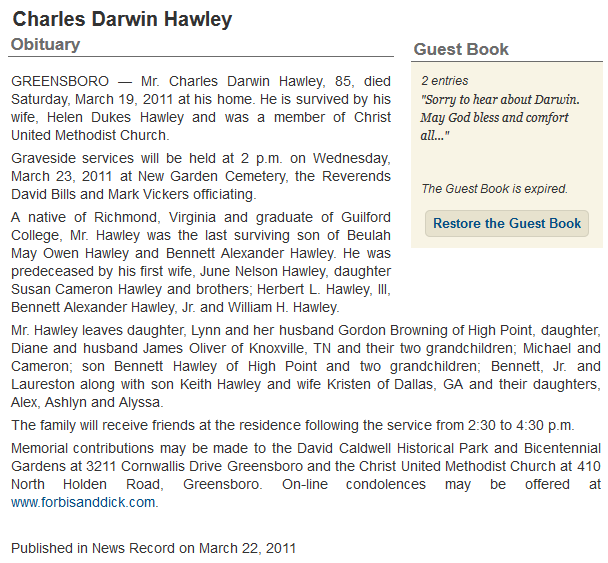 Charles Darwin Hawley
Obituary
GREENSBORO — Mr. Charles Darwin Hawley, 85, died
Saturday, March 19, 2011 at his home. He is survived by his
wife, Helen Dukes Hawley and was a member of Christ
United Methodist Church.
Graveside services will be held at 2 p.m. on Wednesday,
March 23, 2011 at New Garden Cemetery, the Reverends
David Bills and Mark Vickers officiating.
A native of Richmond, Virginia and graduate of Guilford
College, Mr. Hawley was the last surviving son of Beulah
May Owen Hawley and Bennett Alexander Hawley. He was
predeceased by his first wife, June Nelson Hawley, daughter
Susan Cameron Hawley and brothers; Herbert L. Hawley, III,
Bennett Alexander Hawley, Jr. and William H. Hawley.
Mr. Hawley leaves daughter, Lynn and her husband Gordon Browning of High Point, daughter,
Diane and husband James Oliver of Knoxville, TN and their two grandchildren; Michael and
Cameron; son Bennett Hawley of High Point and two grandchildren; Bennett, Jr. and
Laureston along with son Keith Hawley and wife Kristen of Dallas, GA and their daughters,
Alex, Ashlyn and Alyssa.
The family will receive friends at the residence following the service from 2:30 to 4:30 p.m.
Memorial contributions may be made to the David Caldwell Historical Park and Bicentennial
Gardens at 3211 Cornwallis Drive Greensboro and the Christ United Methodist Church at 410
North Holden Road, Greensboro. On-line condolences may be offered at
www.forbisanddick.com.
Published in News Record on March 22, 2011
Guest Book
2 entries
"Sorry to hear about Darwin.
May God bless and comfort
all..."
The Guest Book is expired.
Restore the Guest Book